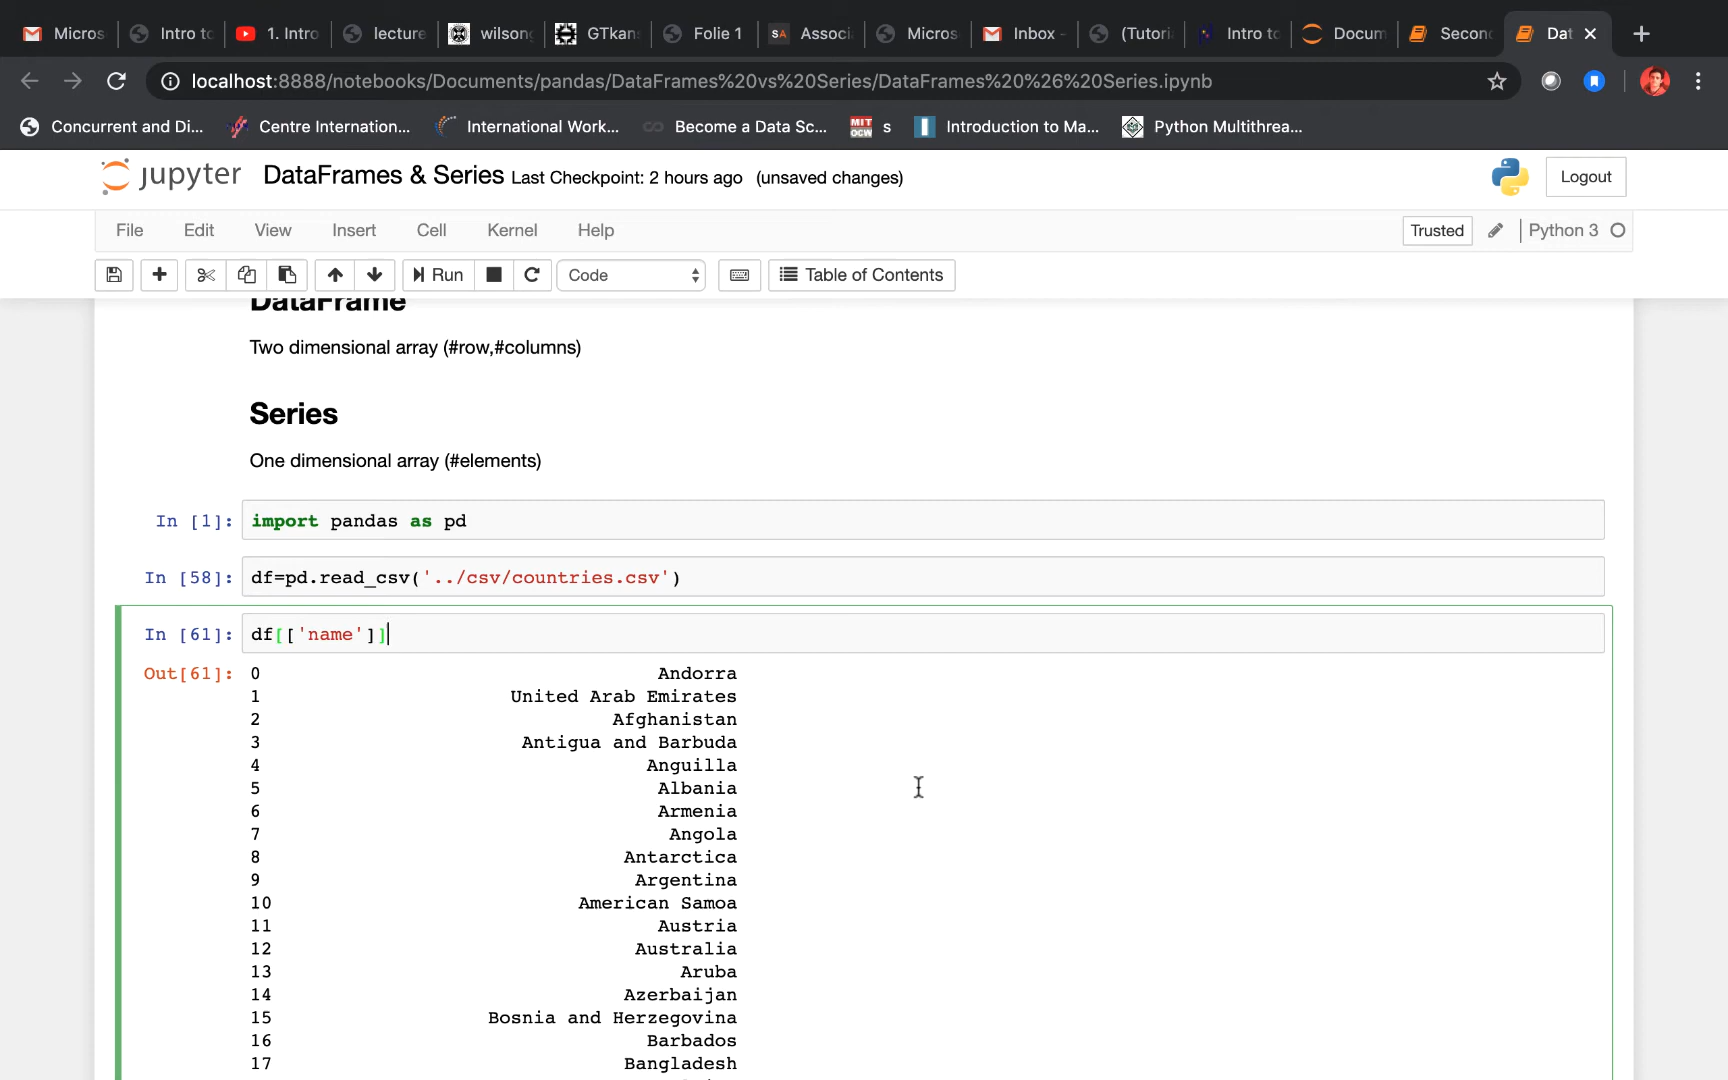 Micros
Intro to
1. Intro
lecture
wilson
GTkan
Folie 1
Associ
Micros
Inbox -
(Tutori
Intro to
Docum
Secon
Dat
localhost:8888/notebooks/Documents/pandas/DataFrames%20vs%20Series/DataFrames%20%26%20Series.ipynb
Concurrent and Di...
Centre Internation...
International Work...
Become a Data Sc...
MIT OCW
s
Introduction to Ma...
Python Multithrea...
jupyter DataFrames & Series Last Checkpoint: 2 hours ago (unsaved changes)
Logout
File Edit View Insert Cell Kernel Help
Trusted
Python 3
Run
Code
Table of Contents
DataFrame
Two dimensional array (#row,#columns)
Series
One dimensional array (#elements)
In [1]: import pandas as pd
In [58]: df=pd.read_csv('../csv/countries.csv')
In [61]: df[['name']]
Out[61]: 0 Andorra
1 United Arab Emirates
2 Afghanistan
3 Antigua and Barbuda
4 Anguilla
5 Albania
6 Armenia
7 Angola
8 Antarctica
9 Argentina
10 American Samoa
11 Austria
12 Australia
13 Aruba
14 Azerbaijan
15 Bosnia and Herzegovina
16 Barbados
17 Bangladesh